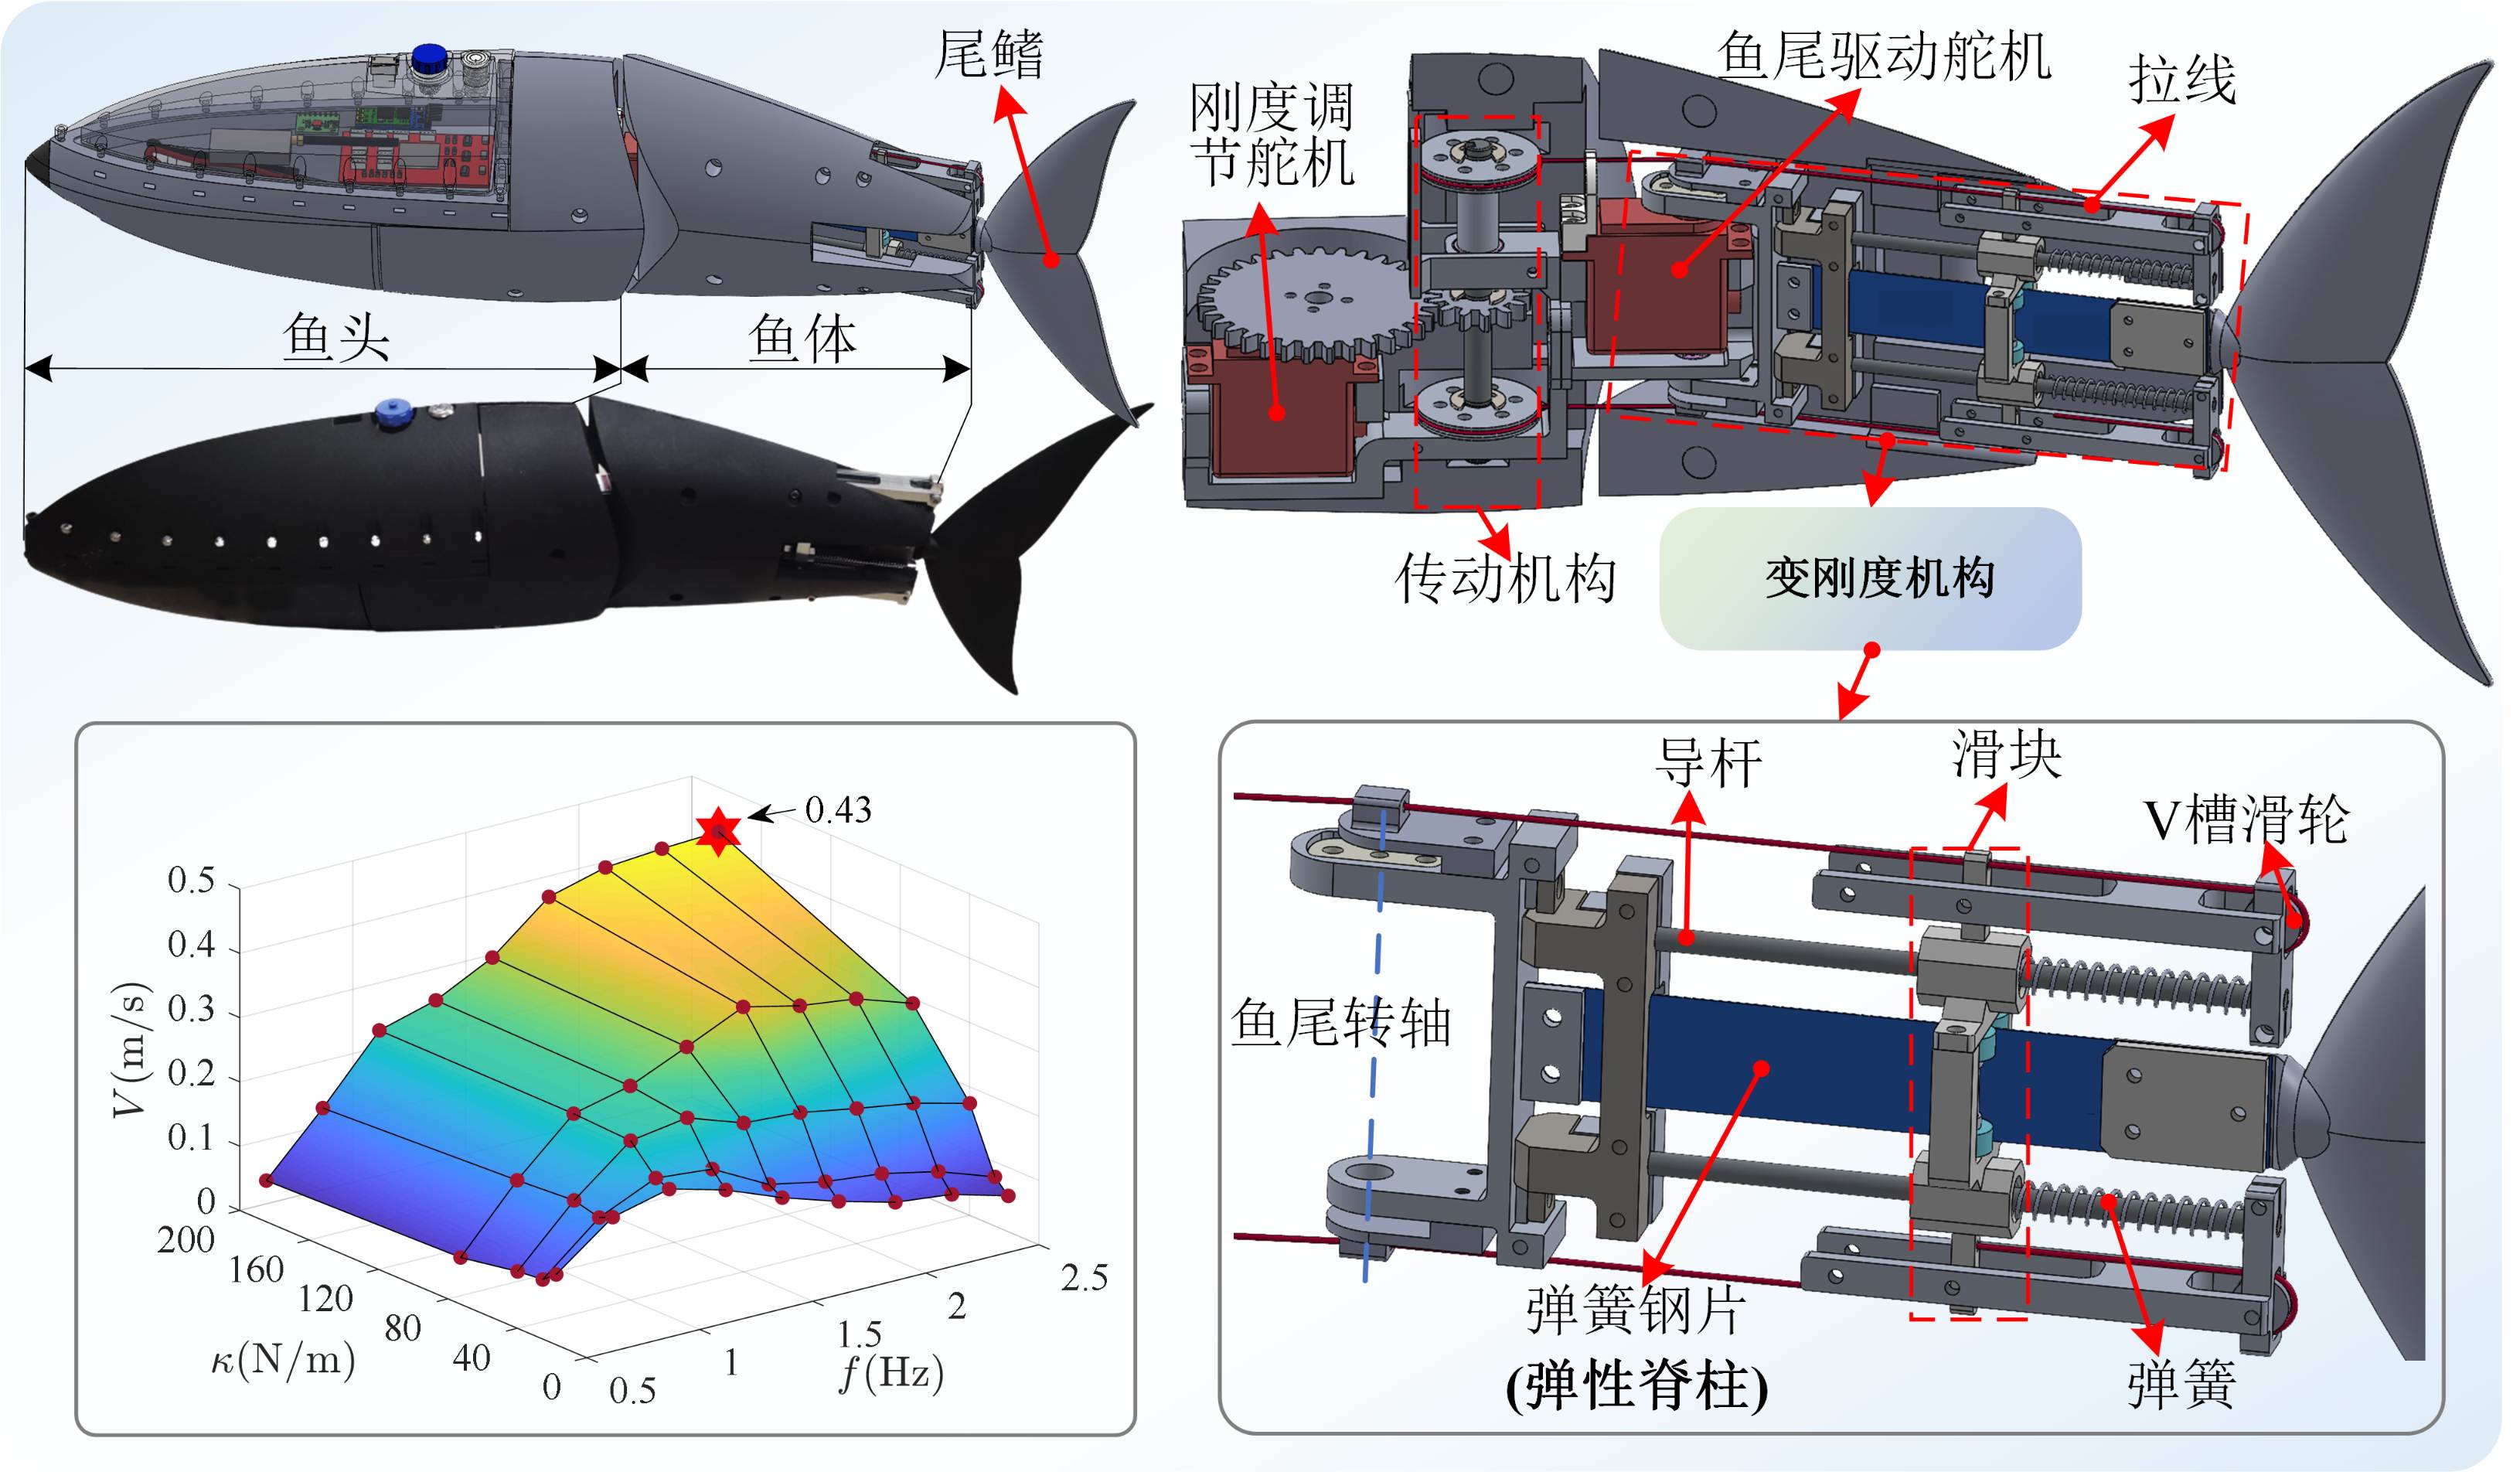 尾鳍
鱼头
鱼体
刚度调
节舵机
鱼尾驱动舵机
拉线
传动机构
变刚度机构
0.43
0.5
0.4
0.3
0.2
0.1
0
V(m/s)
200
160
120
80
40
0
κ(N/m)
0.5
1
1.5
2
2.5
f(Hz)
导杆
滑块
V槽滑轮
鱼尾转轴
弹簧钢片
(弹性脊柱)
弹簧